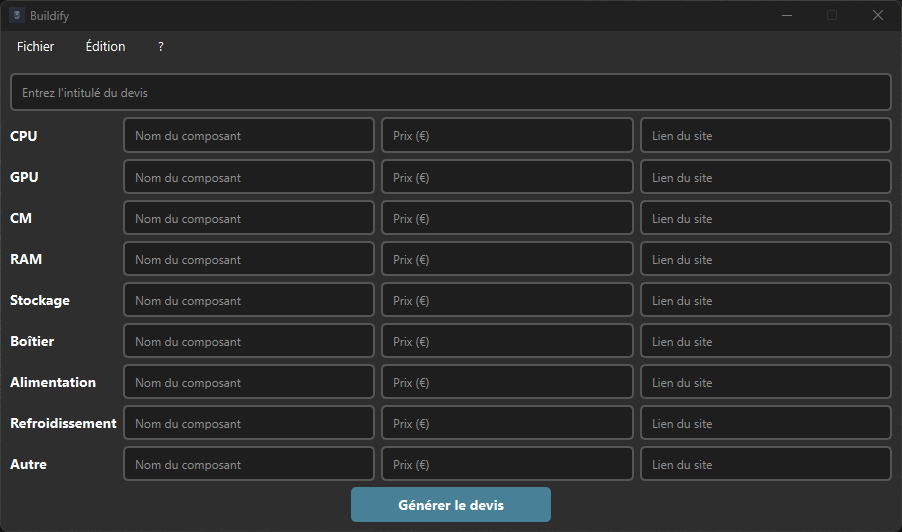 Buildify
Fichier Édition ?
Entrez l'intitulé du devis
CPU Nom du composant Prix (€) Lien du site
GPU Nom du composant Prix (€) Lien du site
CM Nom du composant Prix (€) Lien du site
RAM Nom du composant Prix (€) Lien du site
Stockage Nom du composant Prix (€) Lien du site
Boîtier Nom du composant Prix (€) Lien du site
Alimentation Nom du composant Prix (€) Lien du site
Refroidissement Nom du composant Prix (€) Lien du site
Autre Nom du composant Prix (€) Lien du site
Générer le devis